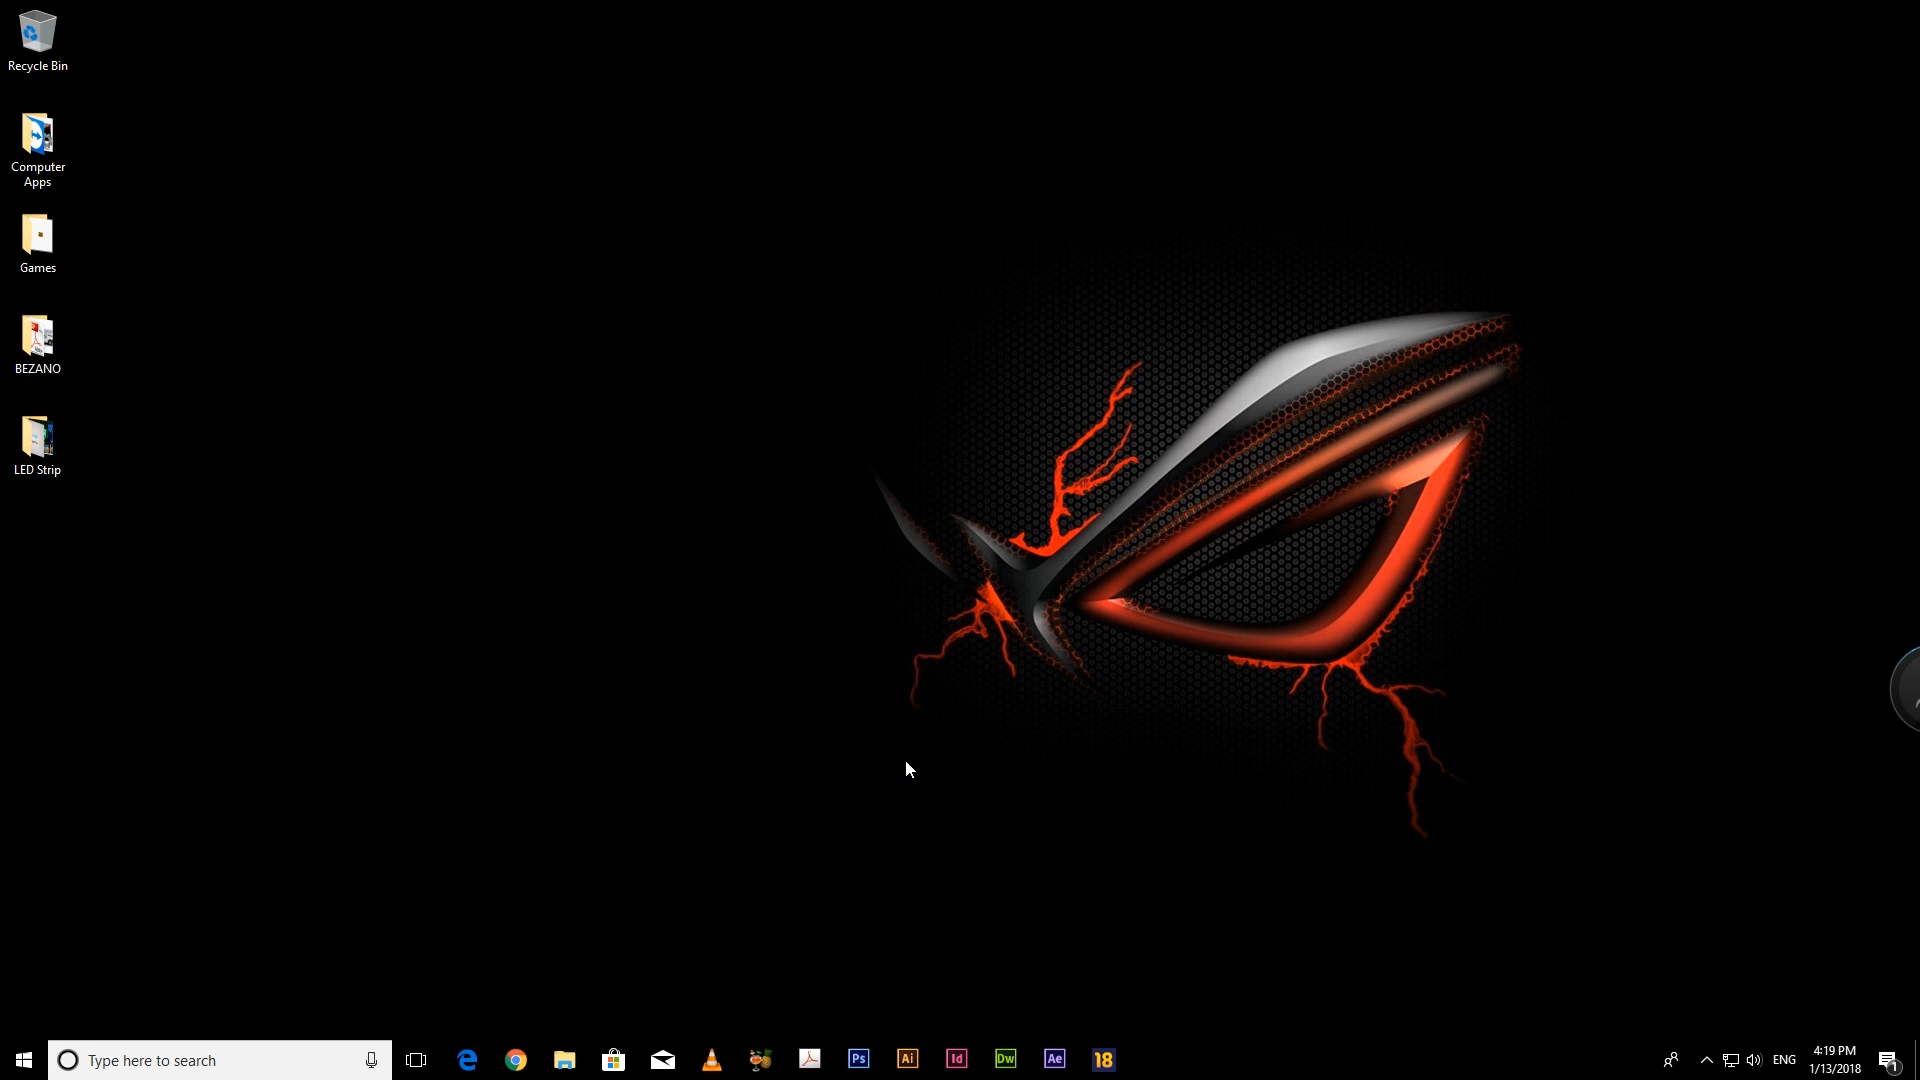 Recycle Bin
Computer
Apps
Games
BEZANO
LED Strip
Type here to search
Ps
Ai
Id
Dw
Ae
18
ENG
4:19 PM
1/13/2018
1